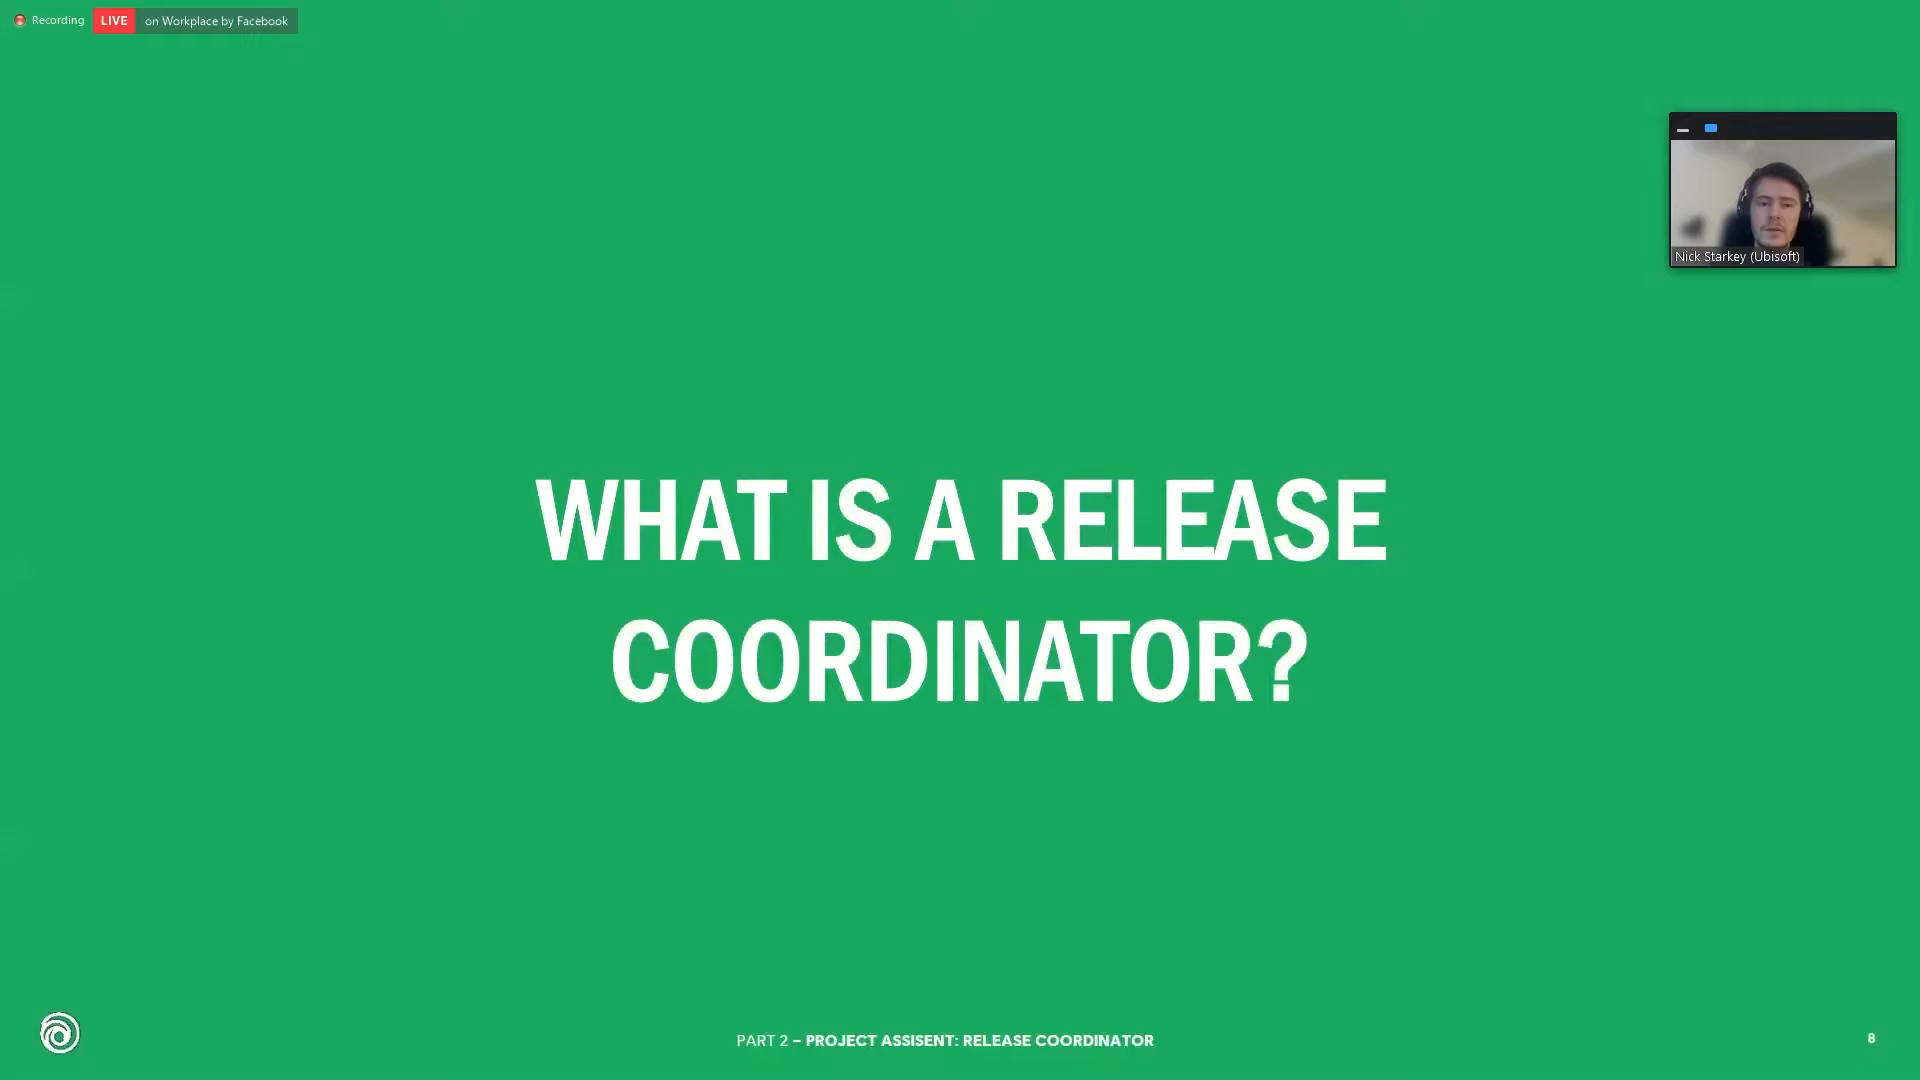 Recording LIVE on Workplace by Facebook
Nick Starkey (Ubisoft)
WHAT IS A RELEASE
COORDINATOR?
PART 2 – PROJECT ASSISENT: RELEASE COORDINATOR
8